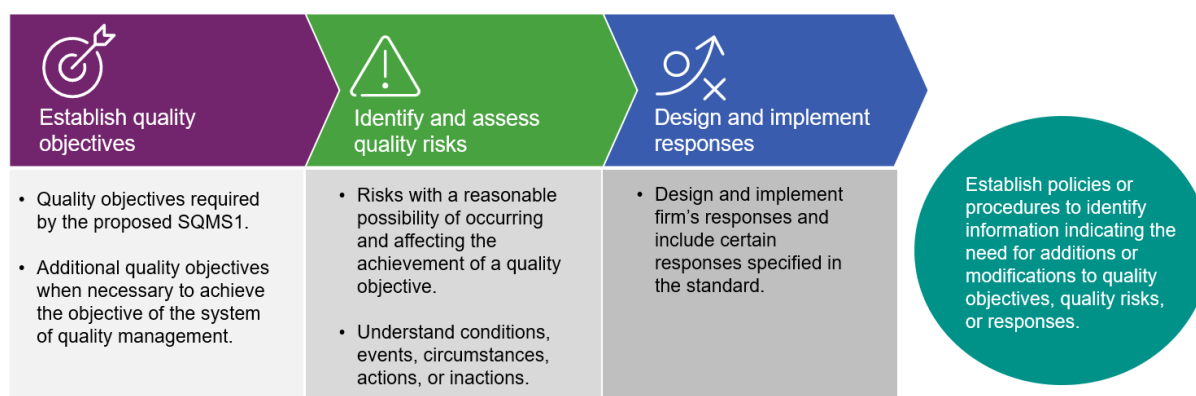 Establish quality
objectives
• Quality objectives required
by the proposed SQMS1.
• Additional quality objectives
when necessary to achieve
the objective of the system
of quality management.
Identify and assess
quality risks
• Risks with a reasonable
possibility of occurring
and affecting the
achievement of a quality
objective.
• Understand conditions,
events, circumstances,
actions, or inactions.
Design and implement
responses
• Design and implement
firm’s responses and
include certain
responses specified in
the standard.
Establish policies or
procedures to identify
information indicating the
need for additions or
modifications to quality
objectives, quality risks,
or responses.